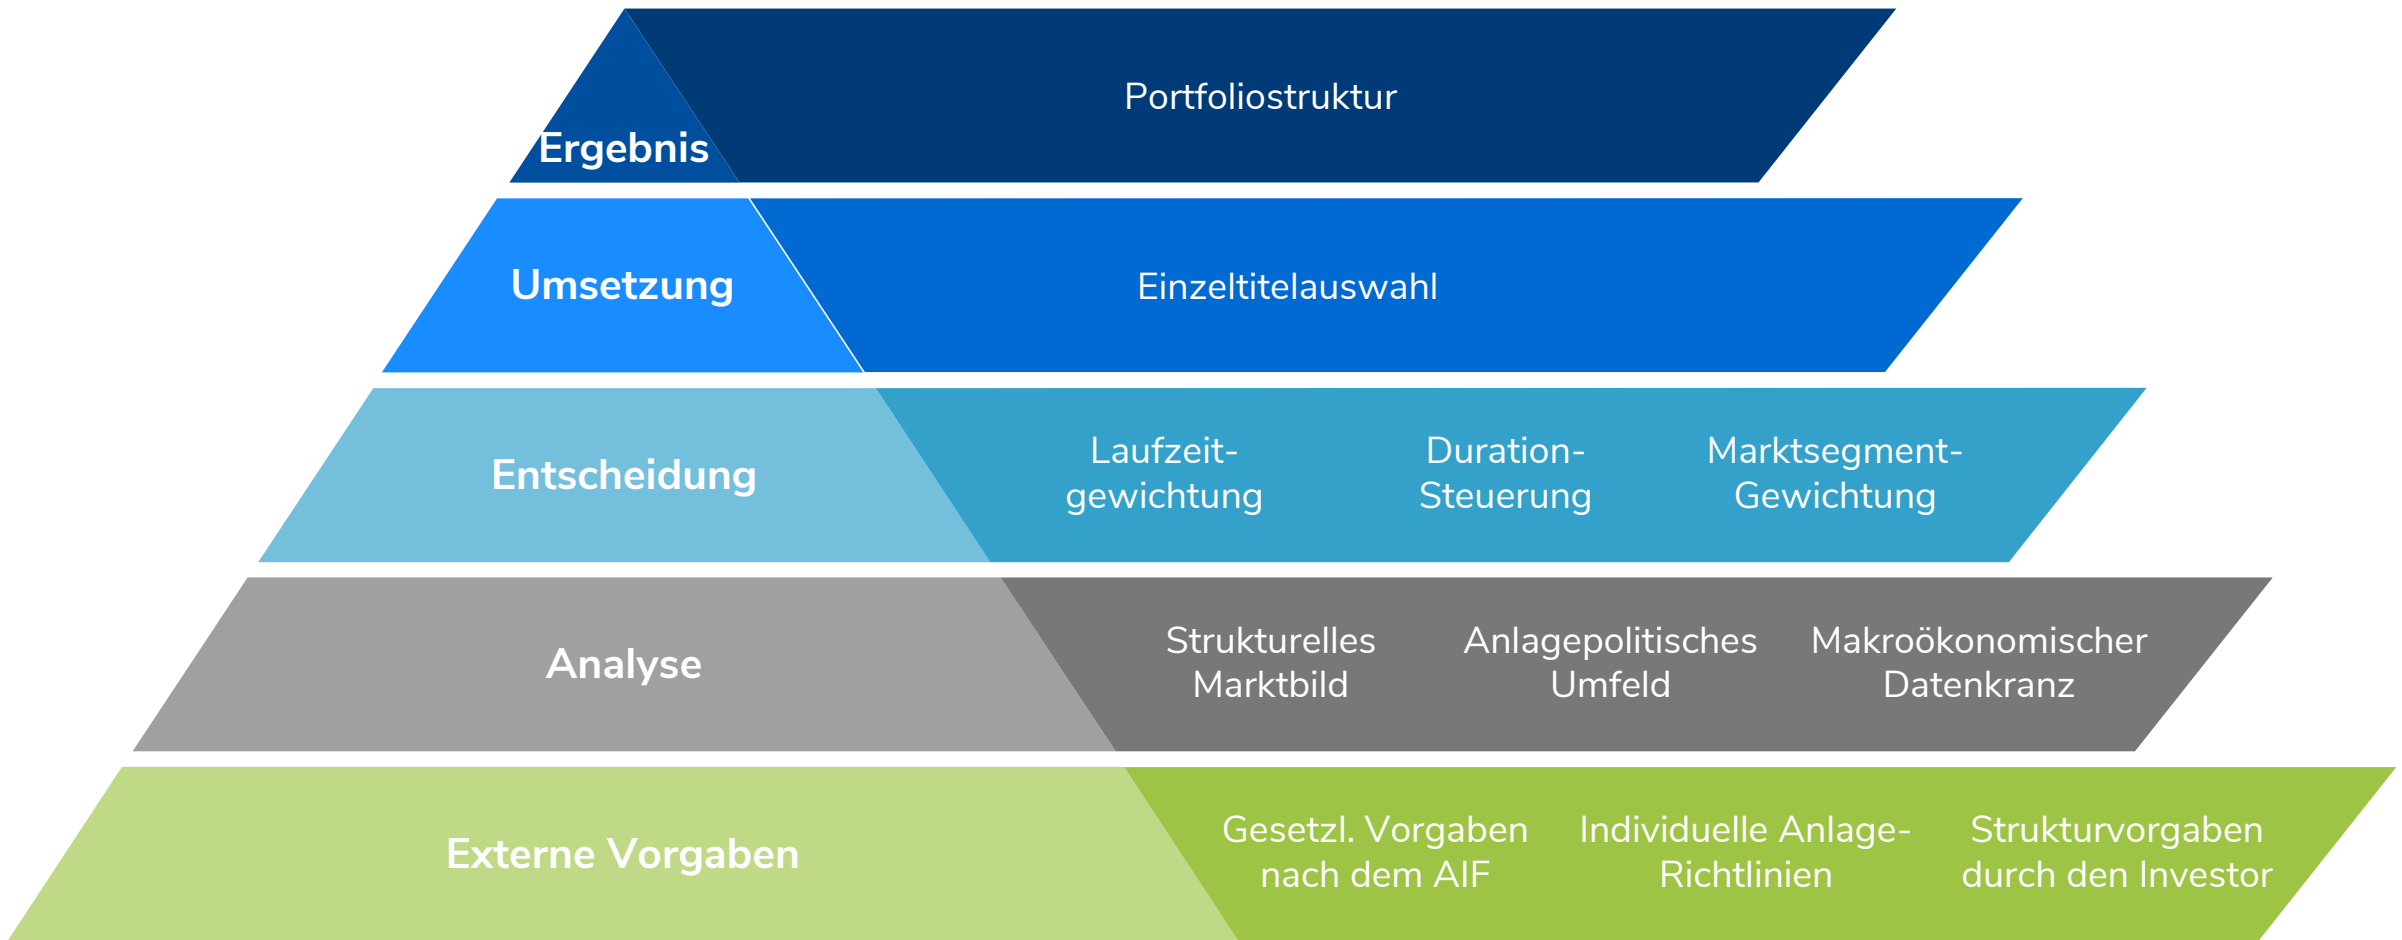 Ergebnis
Portfoliostruktur
Umsetzung
Einzeltitelauswahl
Entscheidung
Laufzeit-
gewichtung
Duration-
Steuerung
Marktsegment-
Gewichtung
Analyse
Strukturelles
Marktbild
Anlagepolitisches
Umfeld
Makroökonomischer
Datenkranz
Externe Vorgaben
Gesetzl. Vorgaben
nach dem AIF
Individuelle Anlage-
Richtlinien
Strukturvorgaben
durch den Investor